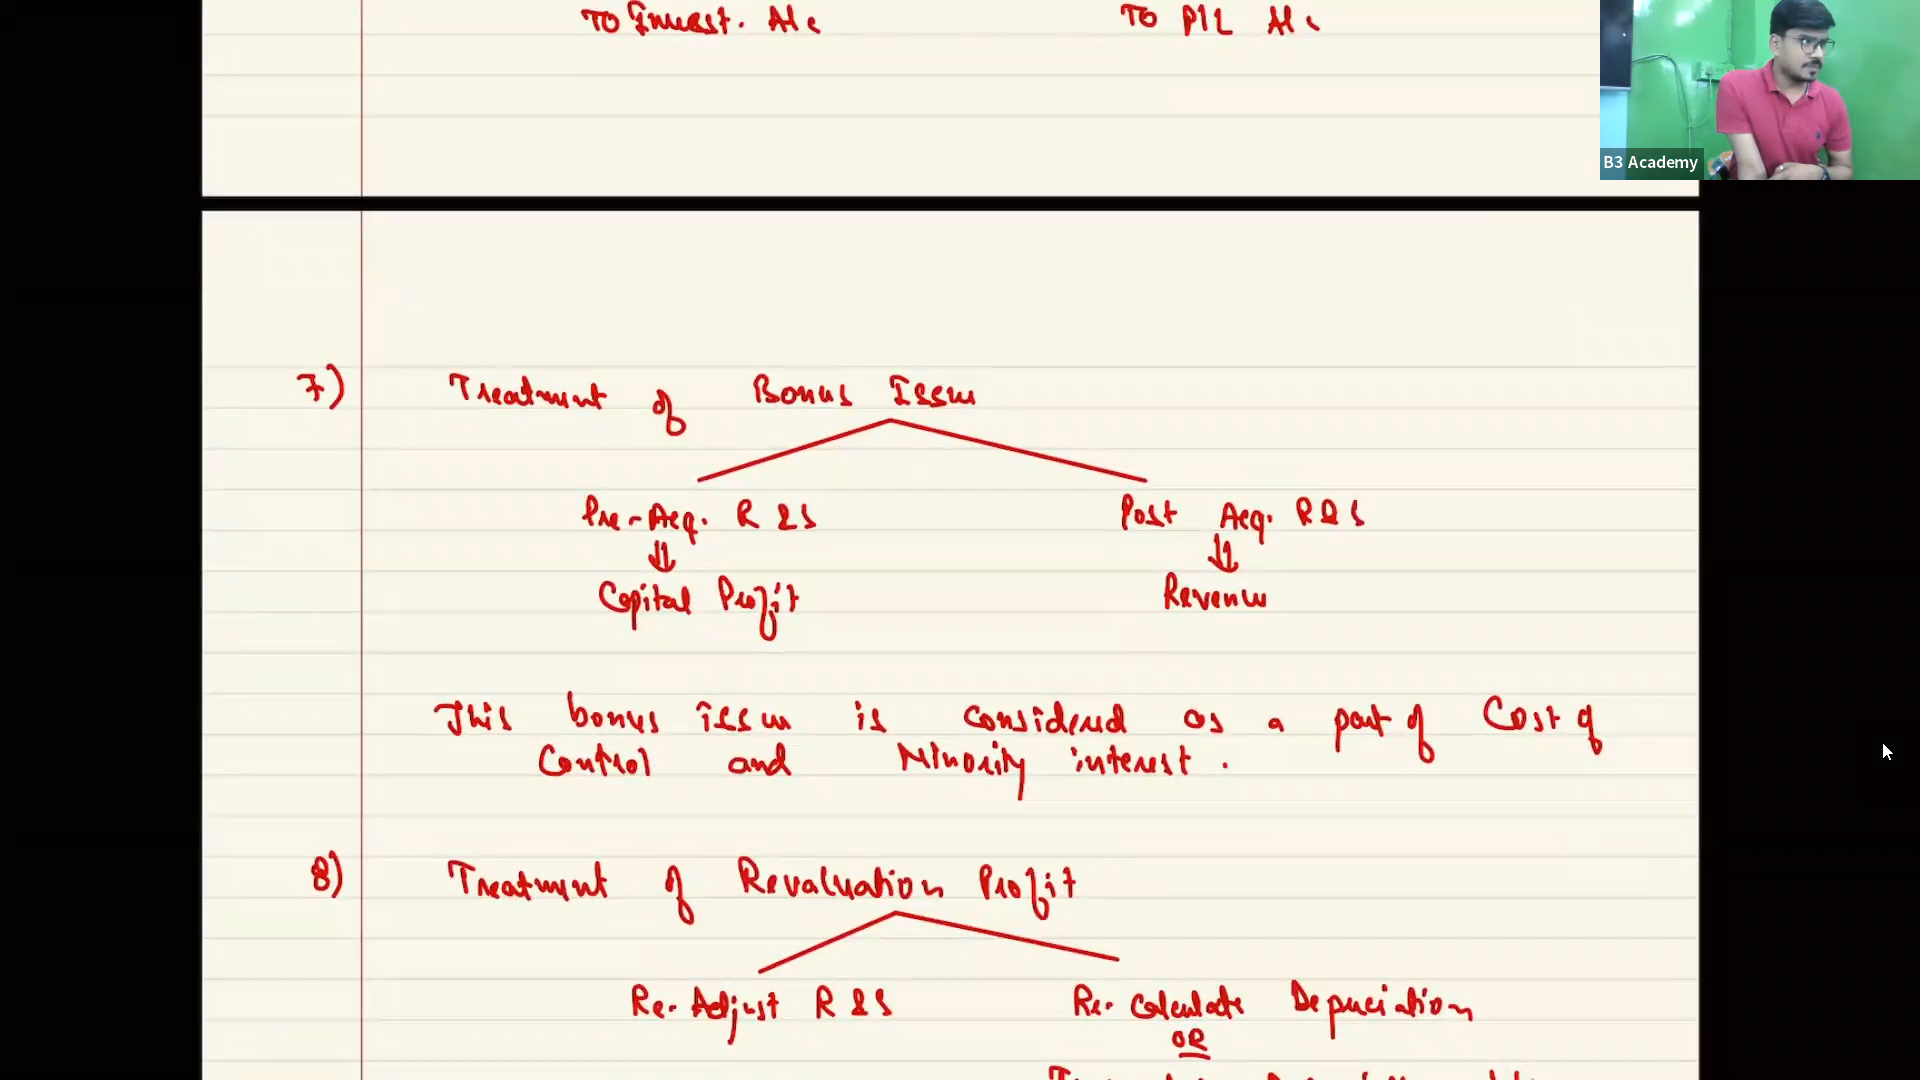 TO Invest. A/c TO P/L A/c
B3 Academy
7) Treatment of Bonus Issue
Pre-Acq. R & S Post Acq. R & S
Capital Profit Revenue
This bonus issue is considered as a part of Cost of
Control and Minority interest.
8) Treatment of Revaluation Profit
Re-Adjust R & S Re-Calculate Depreciation
OR